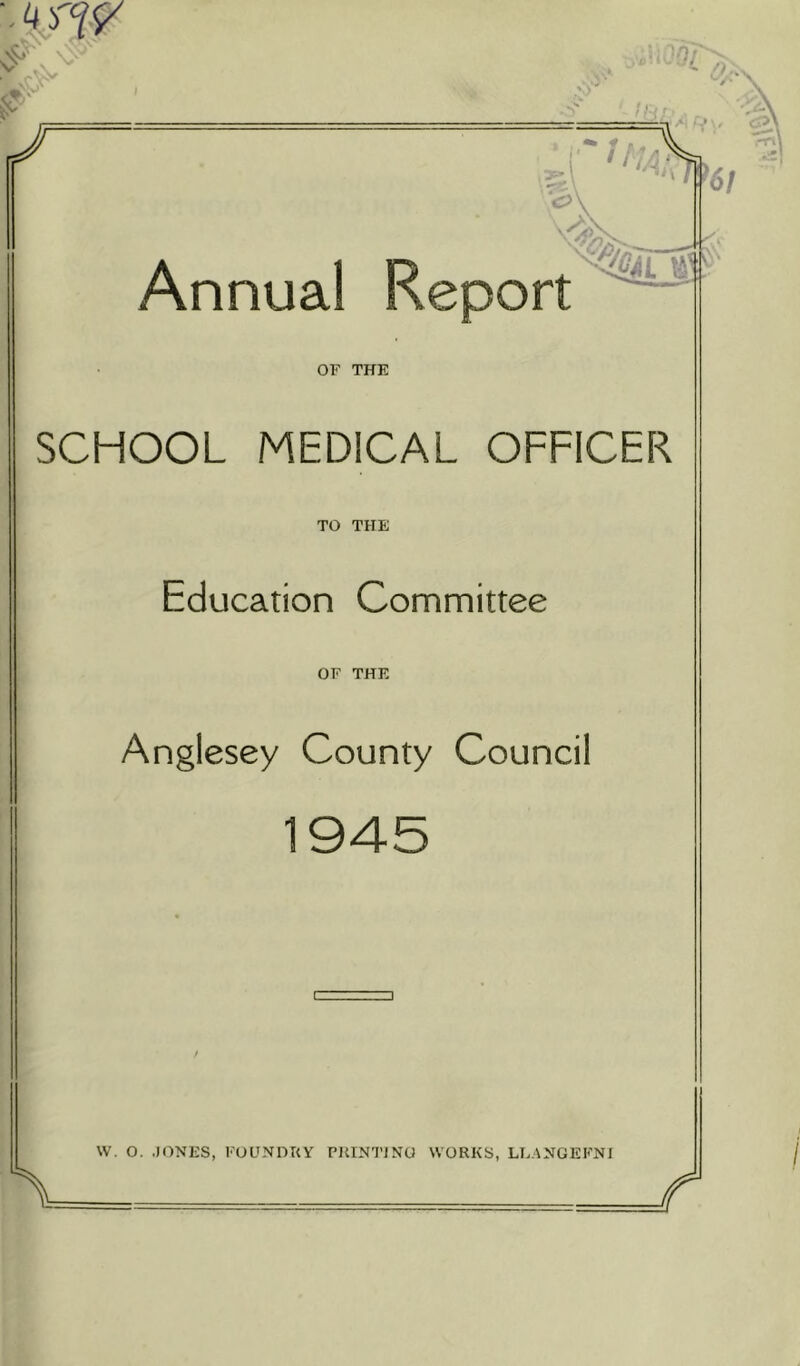 Annual Report
OF THE
SCHOOL MEDICAL OFFICER
TO THE
Education Committee
OF THE
Anglesey County Council
1945
W. O. JONES, FOUNDRY PRINTING WORKS, LLANGEFNI